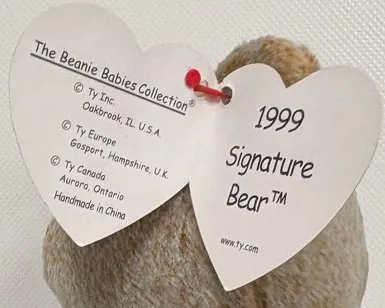 The Beanie Babies Collection®
© Ty Inc.
Oakbrook, IL. U.S.A.
© Ty Europe
Gosport, Hampshire, U.K.
© Ty Canada
Aurora, Ontario
Handmade in China
1999
Signature
Bear™
www.ty.com